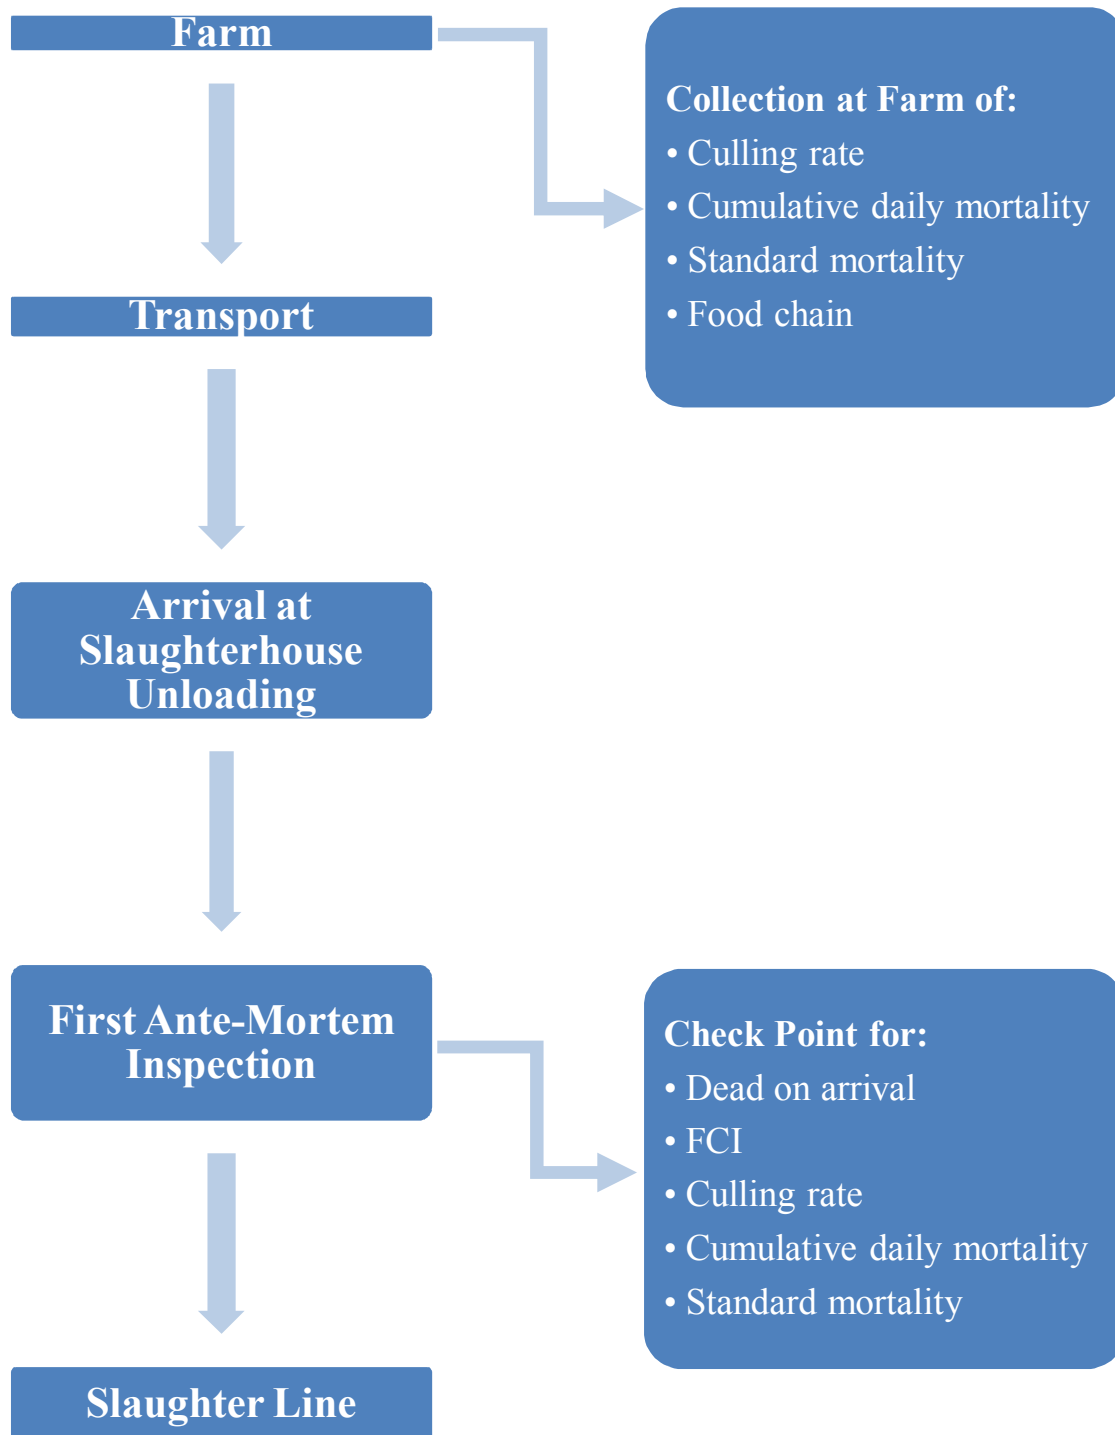 Farm
Collection at Farm of:
• Culling rate
• Cumulative daily mortality
• Standard mortality
• Food chain
Transport
Arrival at
Slaughterhouse
Unloading
First Ante-Mortem
Inspection
Check Point for:
• Dead on arrival
• FCI
• Culling rate
• Cumulative daily mortality
• Standard mortality
Slaughter Line